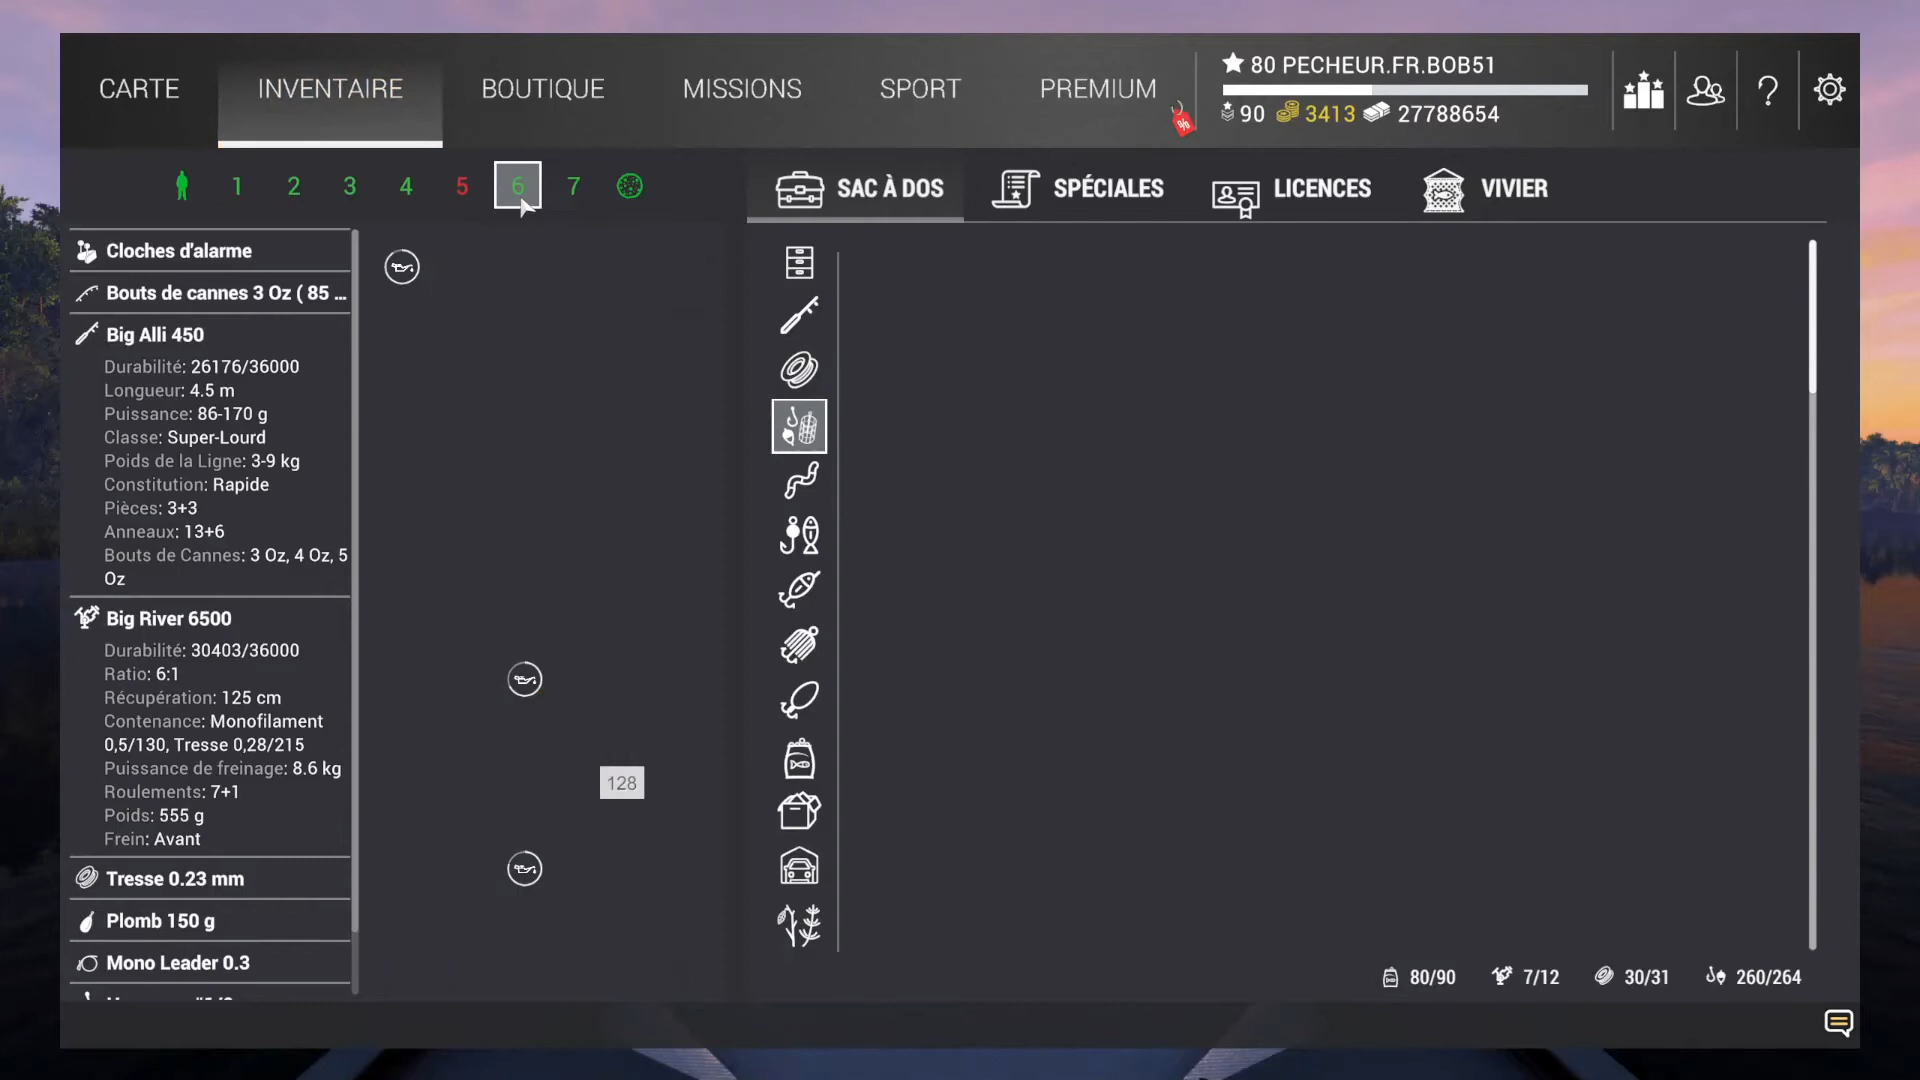 CARTE
INVENTAIRE
BOUTIQUE
MISSIONS
SPORT
PREMIUM
%
80 PECHEUR.FR.BOB51
90 3413 27788654
?
1 2 3 4 5 6 7
SAC À DOS
SPÉCIALES
LICENCES
VIVIER
Cloches d'alarme
Bouts de cannes 3 Oz ( 85 ...
Big Alli 450
Durabilité: 26176/36000
Longueur: 4.5 m
Puissance: 86-170 g
Classe: Super-Lourd
Poids de la Ligne: 3-9 kg
Constitution: Rapide
Pièces: 3+3
Anneaux: 13+6
Bouts de Cannes: 3 Oz, 4 Oz, 5
Oz
Big River 6500
Durabilité: 30403/36000
Ratio: 6:1
Récupération: 125 cm
Contenance: Monofilament
0,5/130, Tresse 0,28/215
Puissance de freinage: 8.6 kg
Roulements: 7+1
Poids: 555 g
Frein: Avant
Tresse 0.23 mm
Plomb 150 g
Mono Leader 0.3
128
80/90
7/12
30/31
260/264